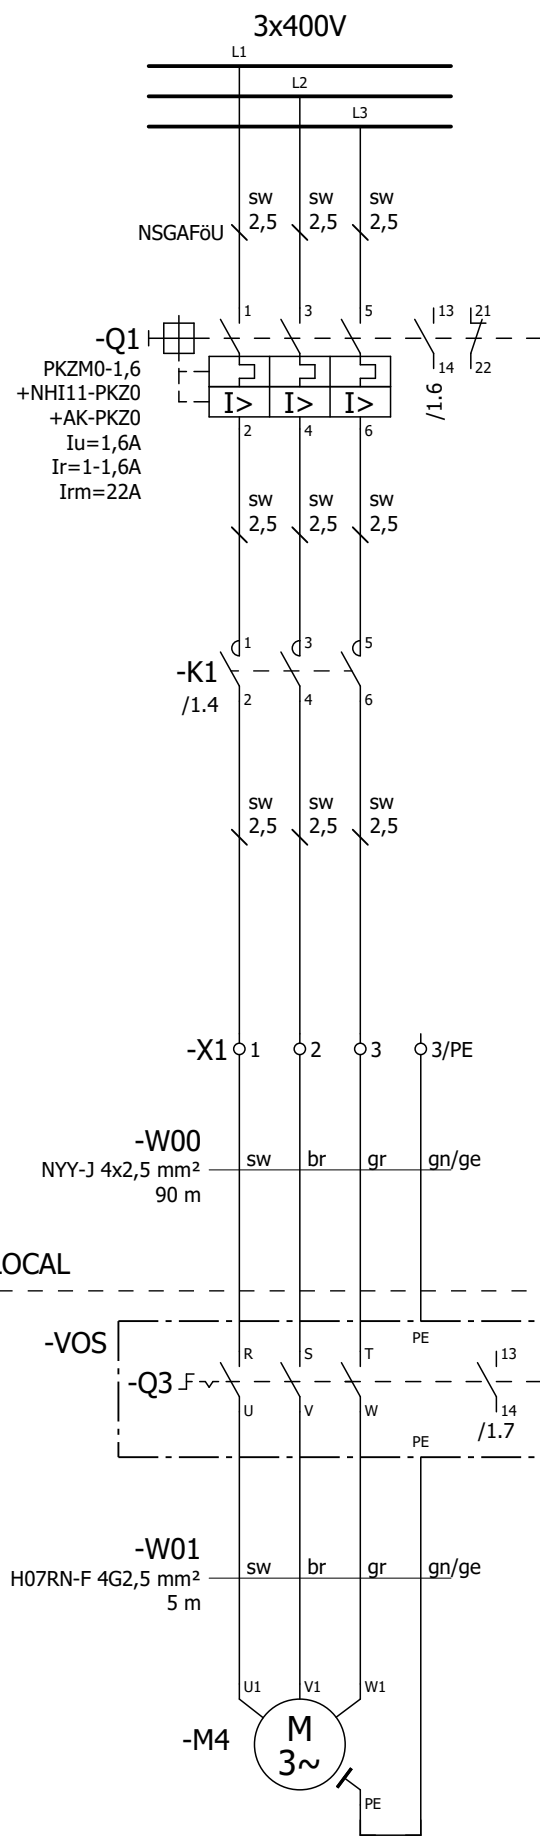 3x400V
L1
L2
L3
sw sw sw
NSGAFöU 2,5 2,5 2,5
1 3 5 13 21
-Q1
PKZM0-1,6 14 22
+NHI11-PKZ0 I> I> I> /1.6
+AK-PKZ0 2 4 6
Iu=1,6A
Ir=1-1,6A
Irm=22A
sw sw sw
2,5 2,5 2,5
1 3 5
-K1
/1.4 2 4 6
sw sw sw
2,5 2,5 2,5
-X1 1 2 3 3/PE
-W00
NYY-J 4x2,5 mm² sw br gr gn/ge
90 m
LOCAL
-VOS PE
R S T 13
-Q3
U V W 14
/1.7
PE
-W01
H07RN-F 4G2,5 mm² sw br gr gn/ge
5 m
U1 V1 W1
-M4 M
3~
PE